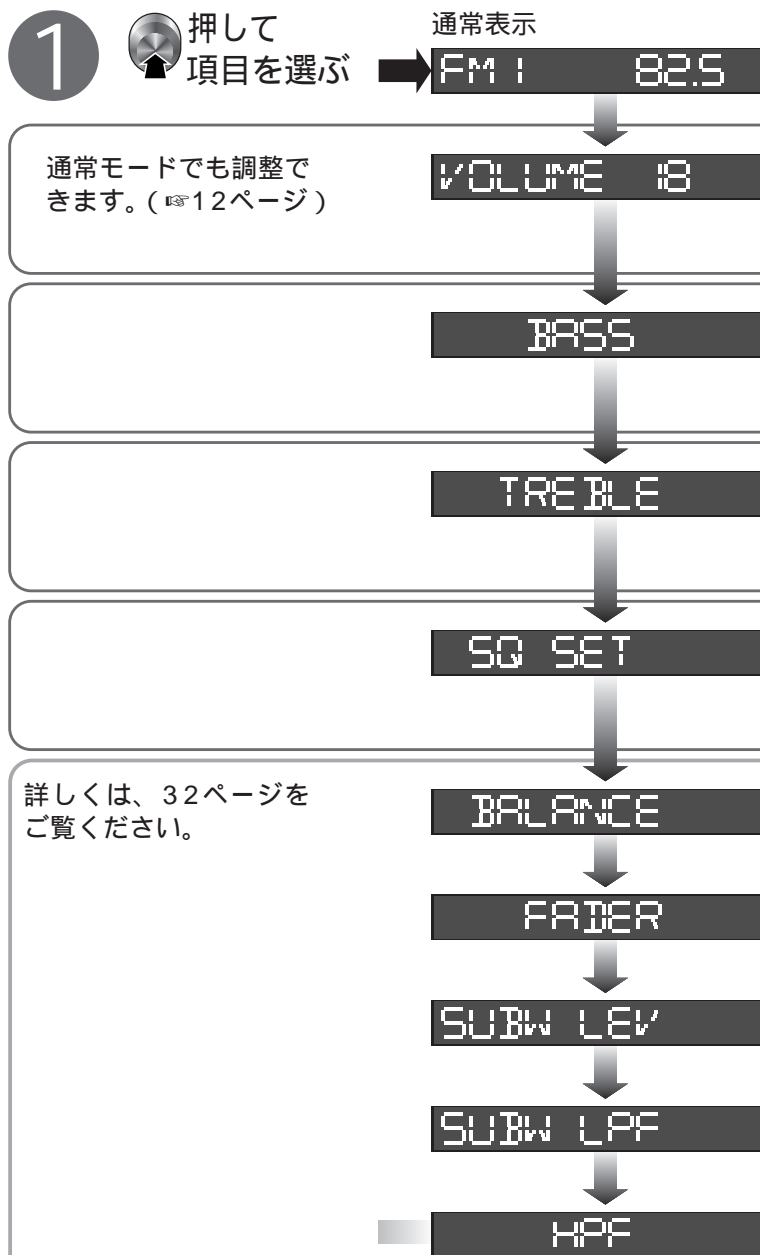 1
押して
項目を選ぶ
通常表示
FM1 82.5
通常モードでも調整で
きます。(☞12ページ)
VOLUME 18
BASS
TREBLE
SQ SET
詳しくは、32ページを
ご覧ください。
BALANCE
FADER
SUBW LEV
SUBW LPF
HPF